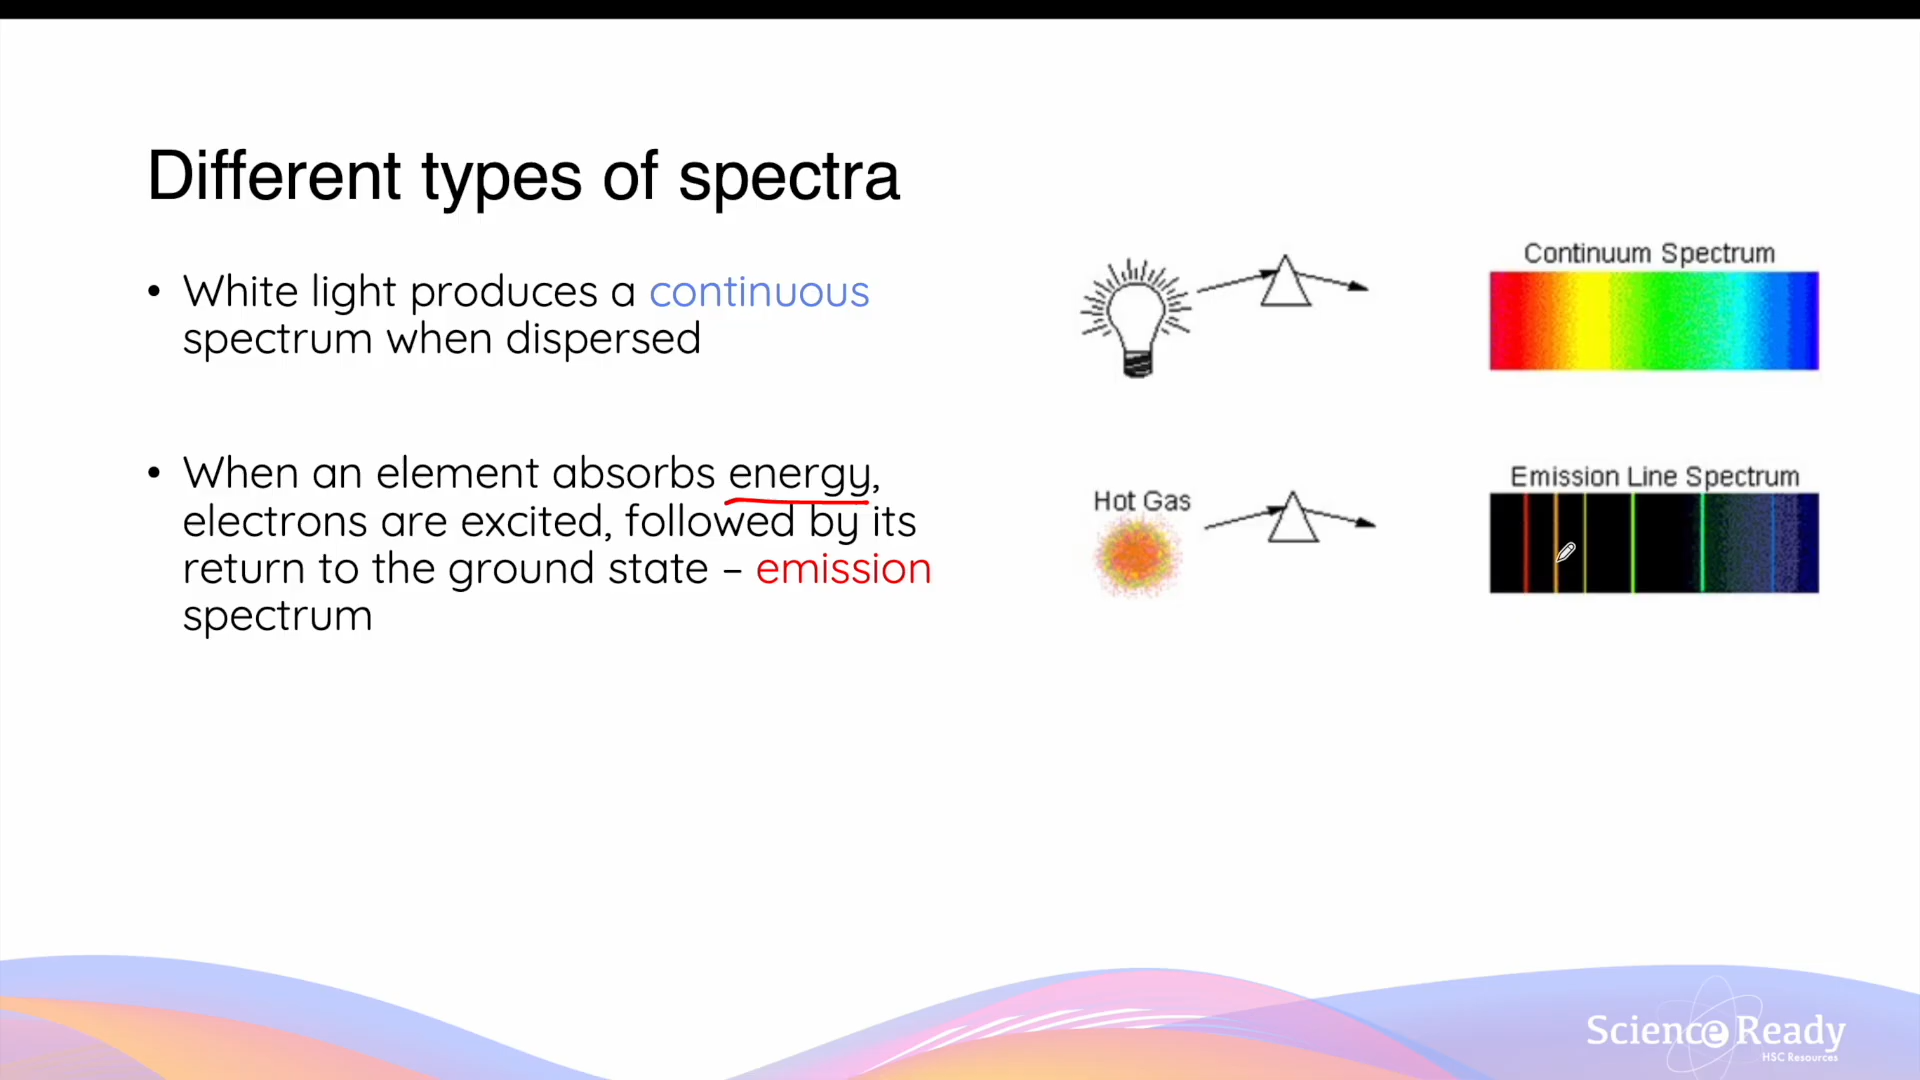 Different types of spectra
• White light produces a continuous
spectrum when dispersed
• When an element absorbs energy,
electrons are excited, followed by its
return to the ground state – emission
spectrum
Continuum Spectrum
Hot Gas
Emission Line Spectrum
Science Ready
HSC Resources